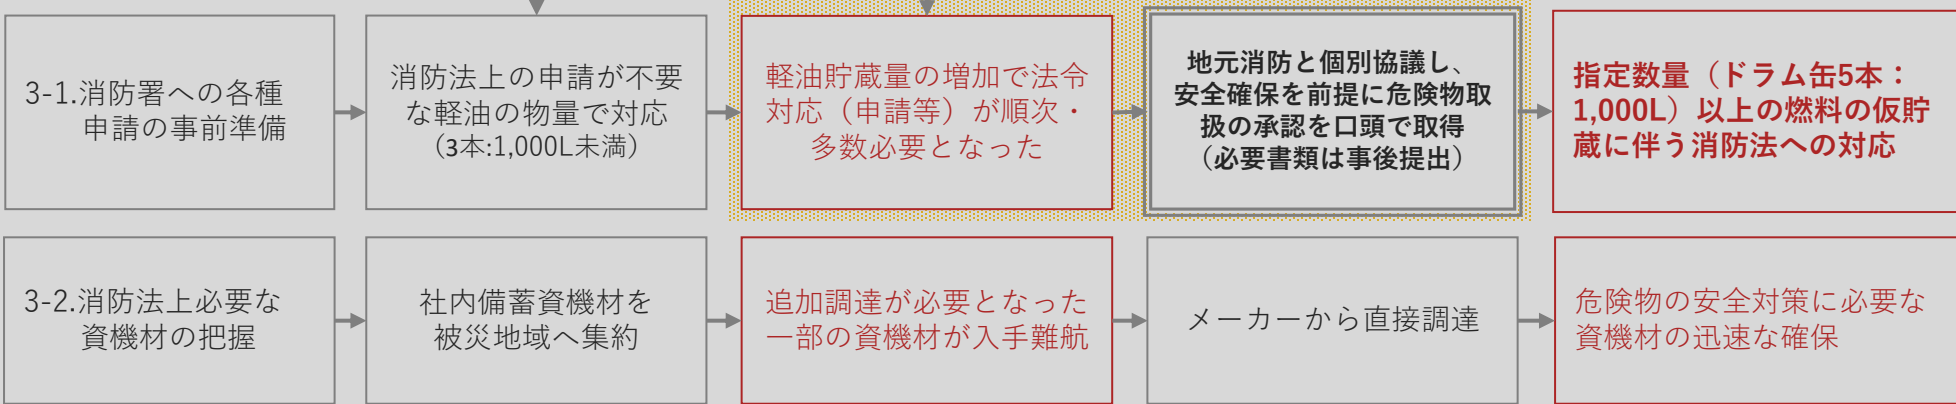 3-1.消防署への各種
申請の事前準備
消防法上の申請が不要
な軽油の物量で対応
（3本:1,000L未満）
軽油貯蔵量の増加で法令
対応（申請等）が順次・
多数必要となった
地元消防と個別協議し、
安全確保を前提に危険物取
扱の承認を口頭で取得
（必要書類は事後提出）
指定数量（ドラム缶5本：
1,000L）以上の燃料の仮貯
蔵に伴う消防法への対応
3-2.消防法上必要な
資機材の把握
社内備蓄資機材を
被災地域へ集約
追加調達が必要となった
一部の資機材が入手難航
メーカーから直接調達
危険物の安全対策に必要な
資機材の迅速な確保